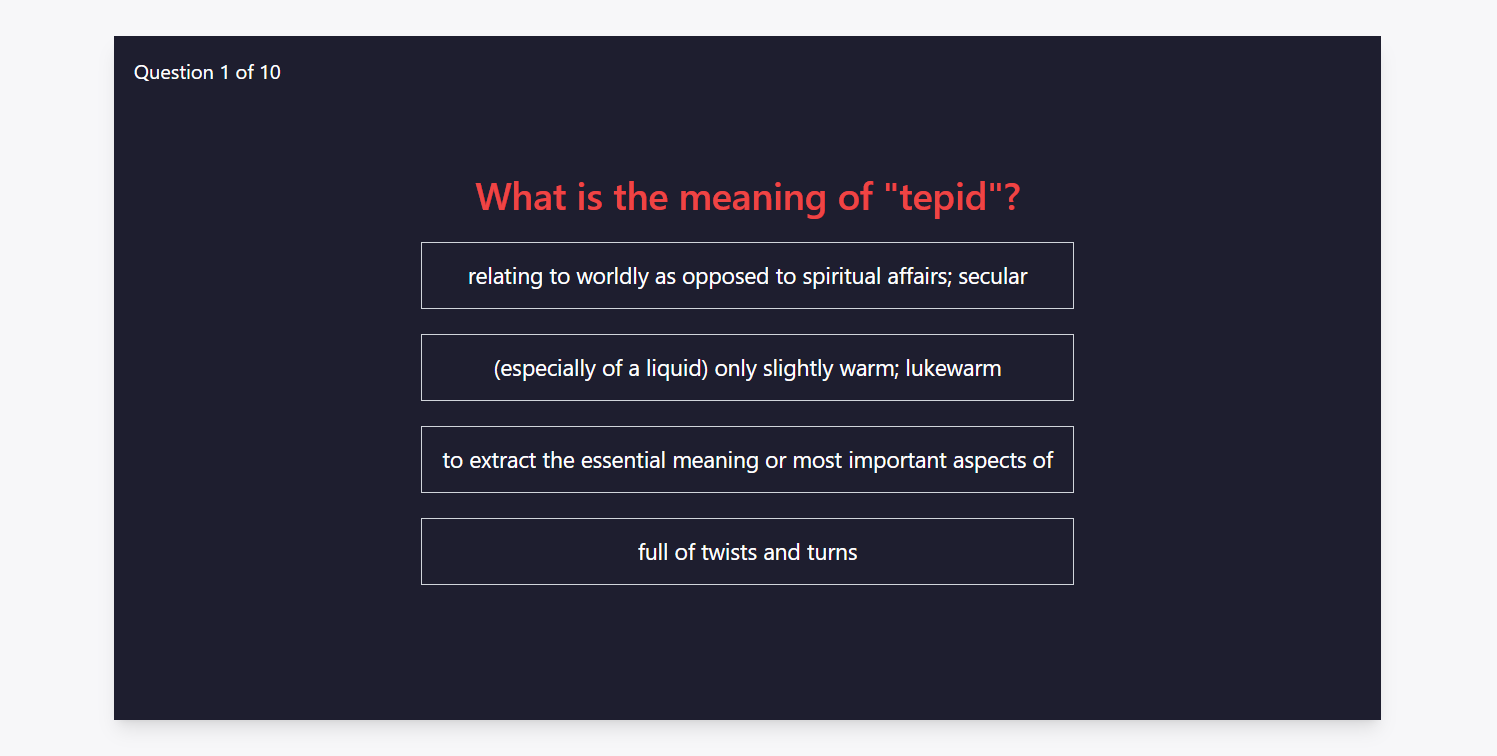 Question 1 of 10
What is the meaning of "tepid"?
relating to worldly as opposed to spiritual affairs; secular
(especially of a liquid) only slightly warm; lukewarm
to extract the essential meaning or most important aspects of
full of twists and turns